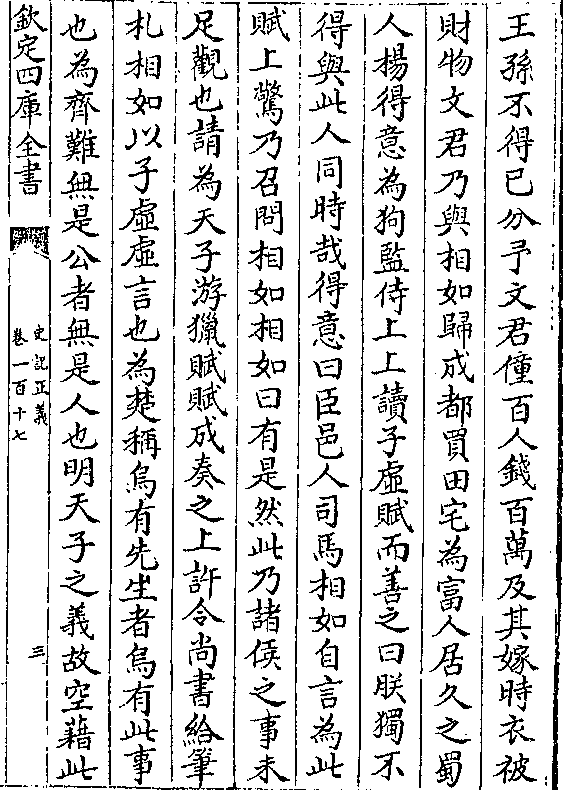 王孫不得已分予文君僮百人錢百萬及其嫁時衣被
財物文君乃與相如歸成都買田宅為富人居久之蜀
人楊得意為狗監侍上上讀子虛賦而善之曰朕獨不
得與此人同時哉得意曰臣邑人司馬相如自言為此
賦上驚乃召問相如相如曰有是然此乃諸侯之事未
足觀也請為天子游獵賦賦成奏之上許令尚書給筆
札相如以子虛虛言也為楚稱烏有先生者烏有此事
也為齊難無是公者無是人也明天子之義故空藉此
欽定四庫全書
史記正義
卷一百十七
三